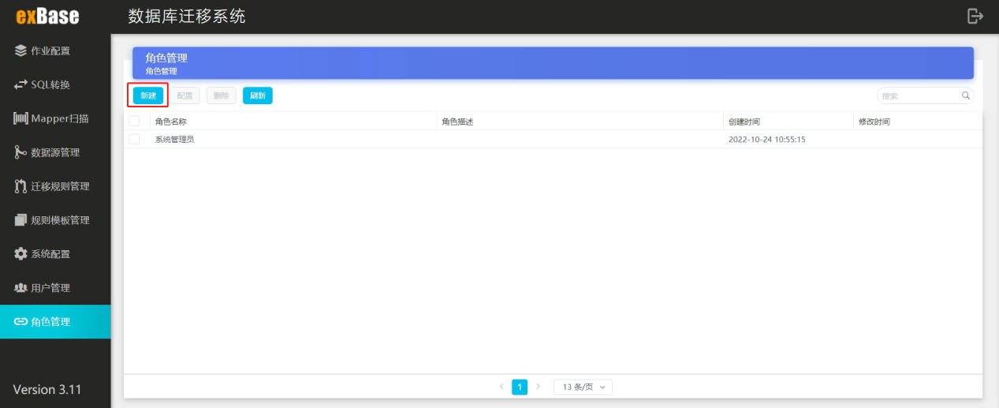 exBase
数据库迁移系统
作业配置
SQL转换
Mapper扫描
数据源管理
迁移规则管理
规则模板管理
系统配置
用户管理
角色管理
Version 3.11
角色管理
角色管理
新建 配置 删除 刷新 搜索
角色名称 角色描述 创建时间 修改时间
系统管理员 2022-10-24 10:55:15
1 13 条/页